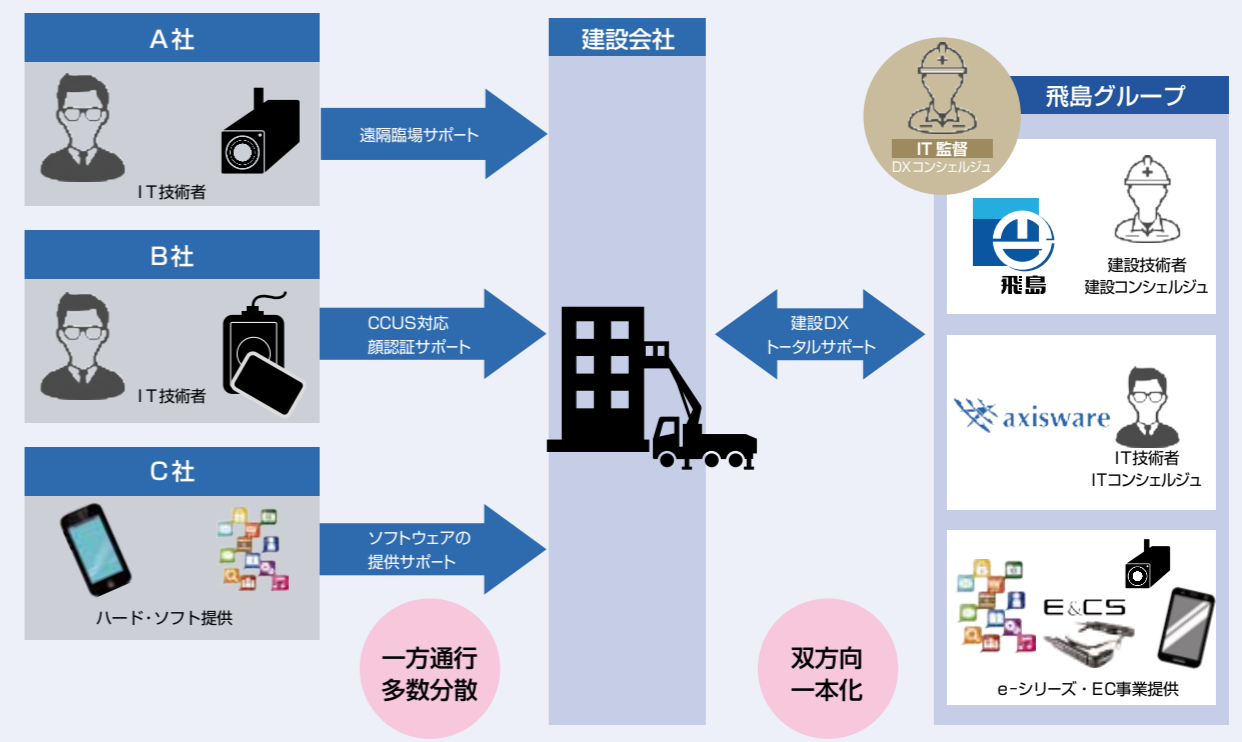 A社
IT技術者
遠隔臨場サポート
B社
IT技術者
CCUS対応
顔認証サポート
C社
ハード・ソフト提供
ソフトウェアの
提供サポート
一方通行
多数分散
建設会社
建設DX
トータルサポート
双方向
一本化
IT監督
DXコンシェルジュ
飛島グループ
飛島
建設技術者
建設コンシェルジュ
axisware
IT技術者
ITコンシェルジュ
E&CS
e-シリーズ・EC事業提供